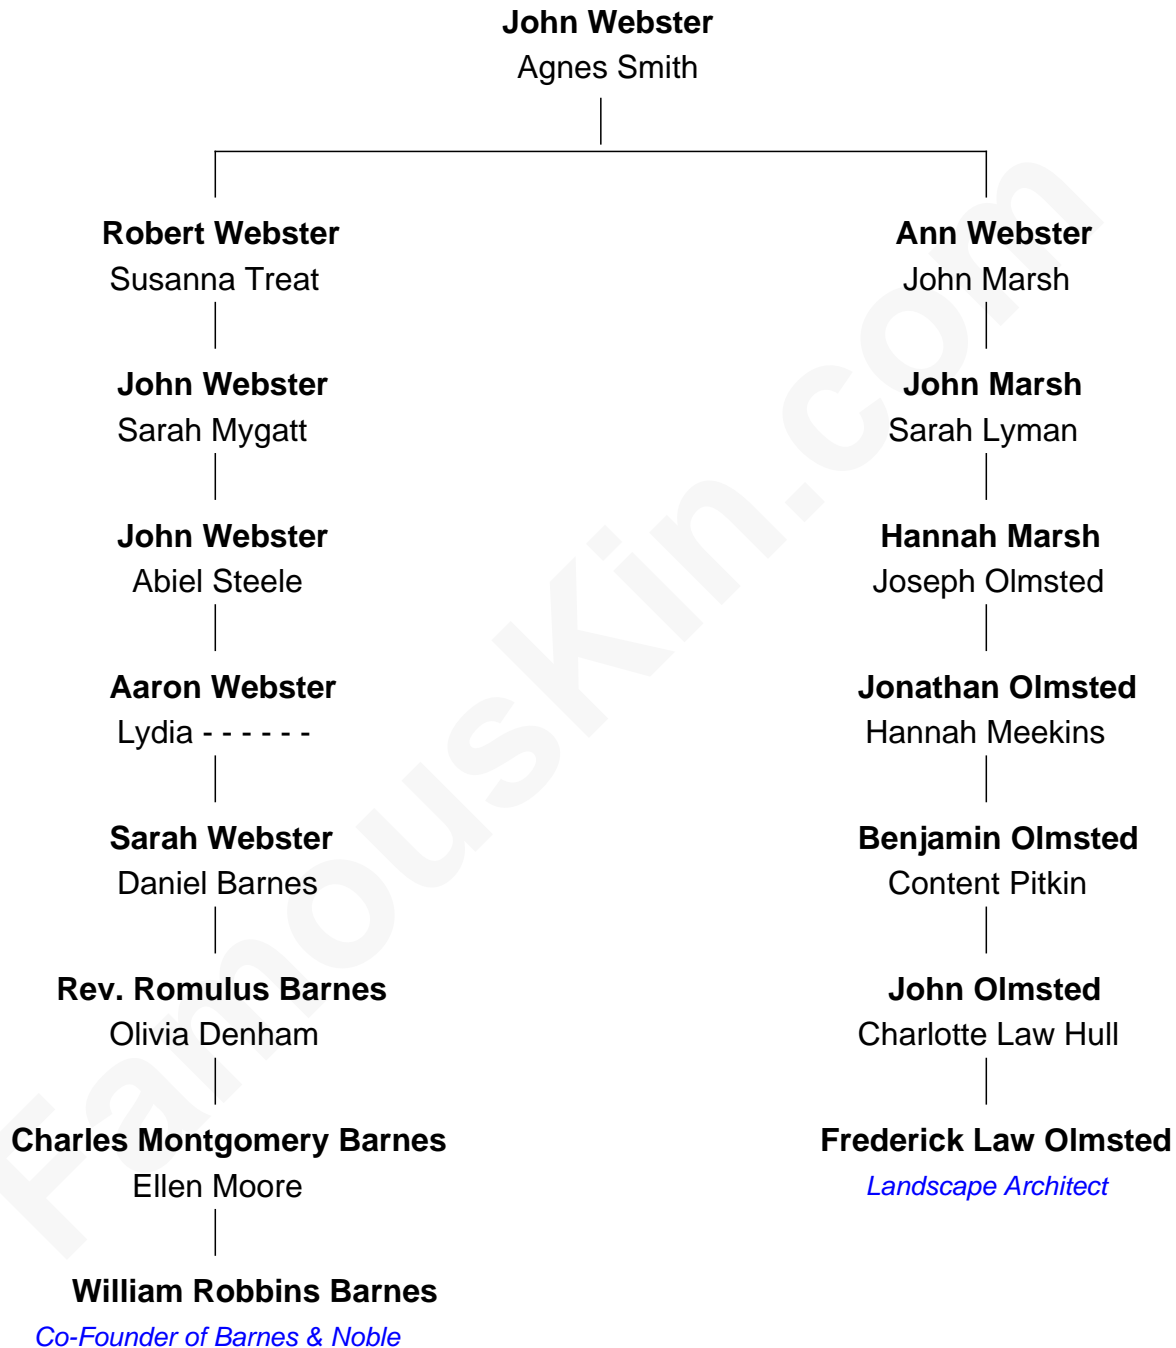 John Webster
Agnes Smith
Robert Webster
Susanna Treat
John Webster
Sarah Mygatt
John Webster
Abiel Steele
Aaron Webster
Lydia - - - - - -
Sarah Webster
Daniel Barnes
Rev. Romulus Barnes
Olivia Denham
Charles Montgomery Barnes
Ellen Moore
William Robbins Barnes
Co-Founder of Barnes & Noble
Ann Webster
John Marsh
John Marsh
Sarah Lyman
Hannah Marsh
Joseph Olmsted
Jonathan Olmsted
Hannah Meekins
Benjamin Olmsted
Content Pitkin
John Olmsted
Charlotte Law Hull
Frederick Law Olmsted
Landscape Architect
FamousKin.com